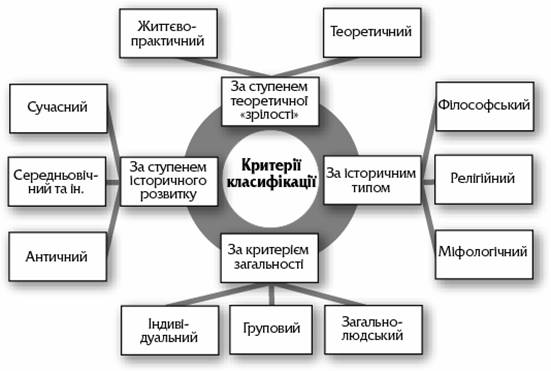 Життєво-
практичний
Теоретичний
За ступенем
теоретичної
«зрілості»
Сучасний
Середньовіч-
ний та ін.
Античний
За ступенем
історичного
розвитку
Критерії
класифікації
За історичним
типом
Філософський
Релігійний
Міфологічний
За критерієм
загальності
Індиві-
дуальний
Груповий
Загально-
людський